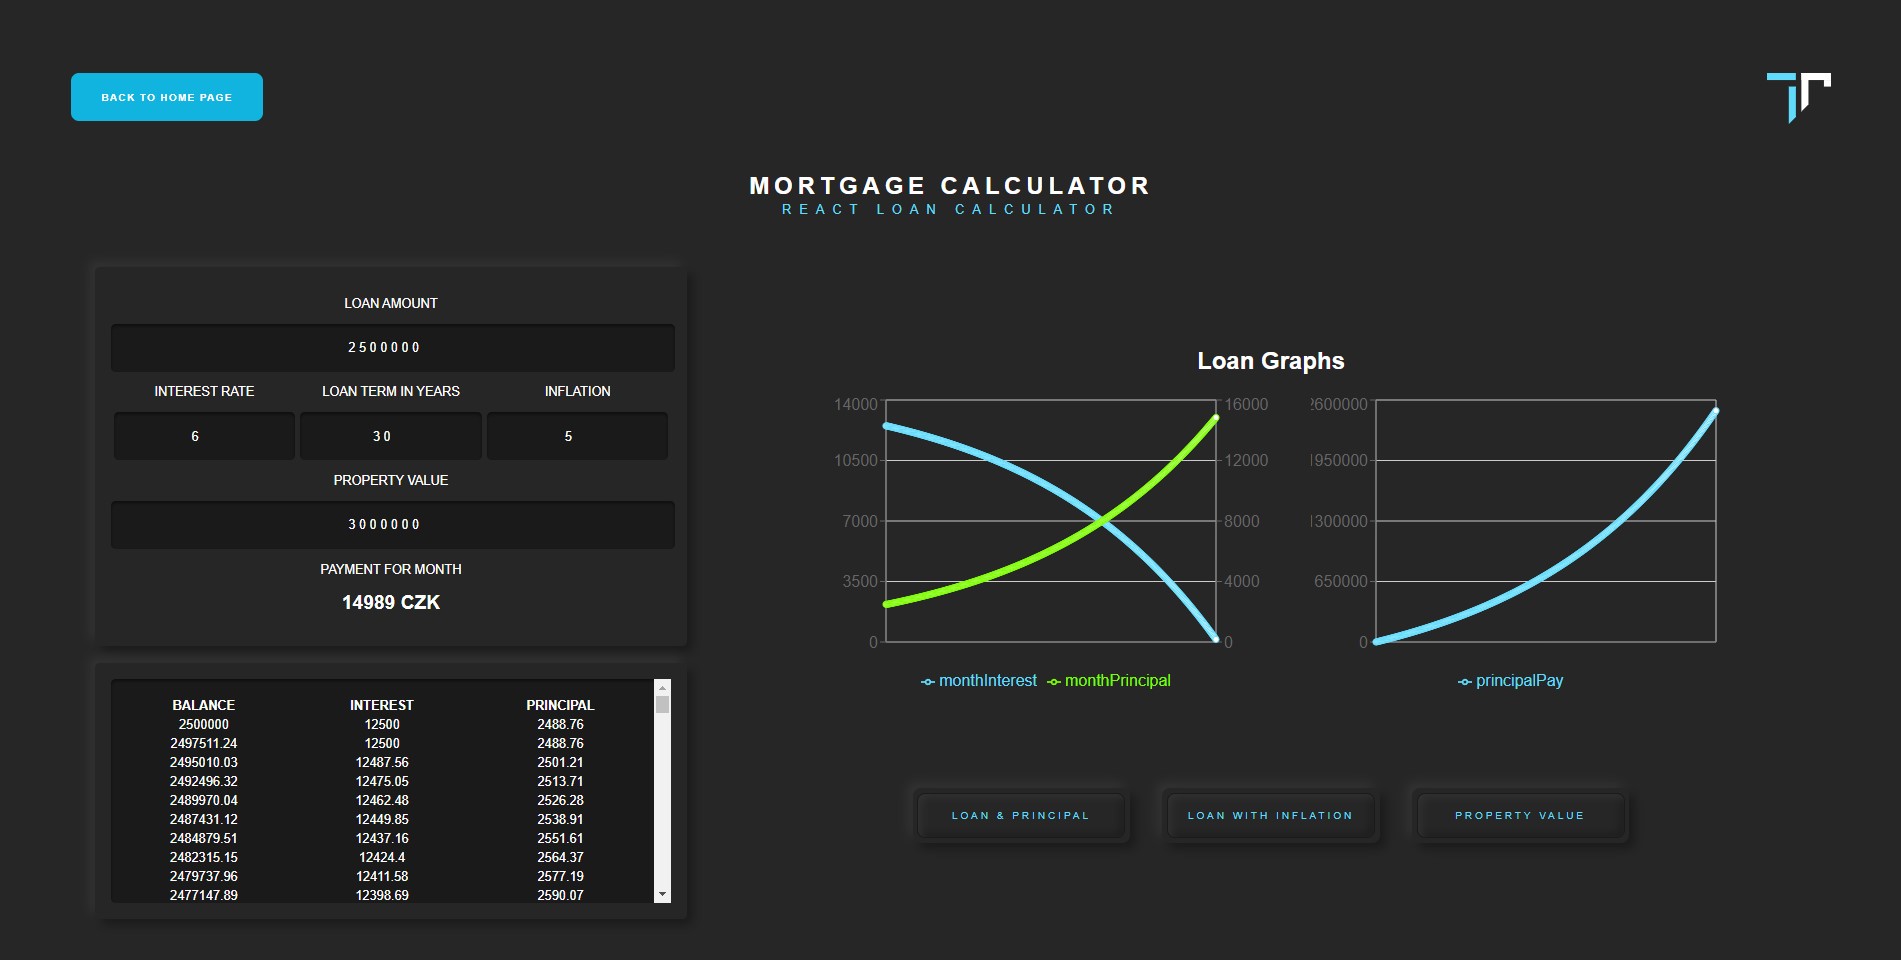 BACK TO HOME PAGE
MORTGAGE CALCULATOR
REACT LOAN CALCULATOR
LOAN AMOUNT
2500000
INTEREST RATE LOAN TERM IN YEARS INFLATION
6 30 5
PROPERTY VALUE
3000000
PAYMENT FOR MONTH
14989 CZK
BALANCE INTEREST PRINCIPAL
2500000 12500 2488.76
2497511.24 12500 2488.76
2495010.03 12487.56 2501.21
2492496.32 12475.05 2513.71
2489970.04 12462.48 2526.28
2487431.12 12449.85 2538.91
2484879.51 12437.16 2551.61
2482315.15 12424.4 2564.37
2479737.96 12411.58 2577.19
2477147.89 12398.69 2590.07
Loan Graphs
14000 16000
10500 12000
7000 8000
3500 4000
0 0
monthInterest monthPrincipal
2600000
1950000
1300000
650000
0
principalPay
LOAN & PRINCIPAL LOAN WITH INFLATION PROPERTY VALUE